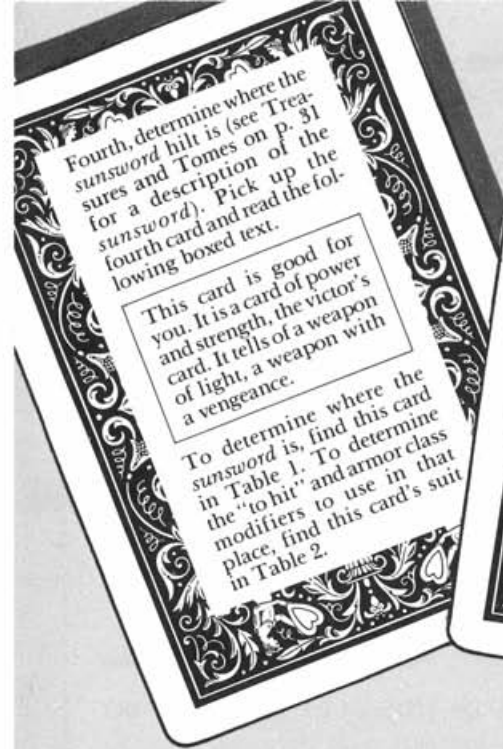 Fourth, determine where the
sunsword hilt is (see Trea-
sures and Tomes on p. 31
for a description of the
sunsword). Pick up the
fourth card and read the fol-
lowing boxed text.
This card is good for
you. It is a card of power
and strength, the victor's
card. It tells of a weapon
of light, a weapon with
a vengeance.
To determine where the
sunsword is, find this card
in Table 1. To determine
the "to hit" and armor class
modifiers to use in that
place, find this card's suit
in Table 2.